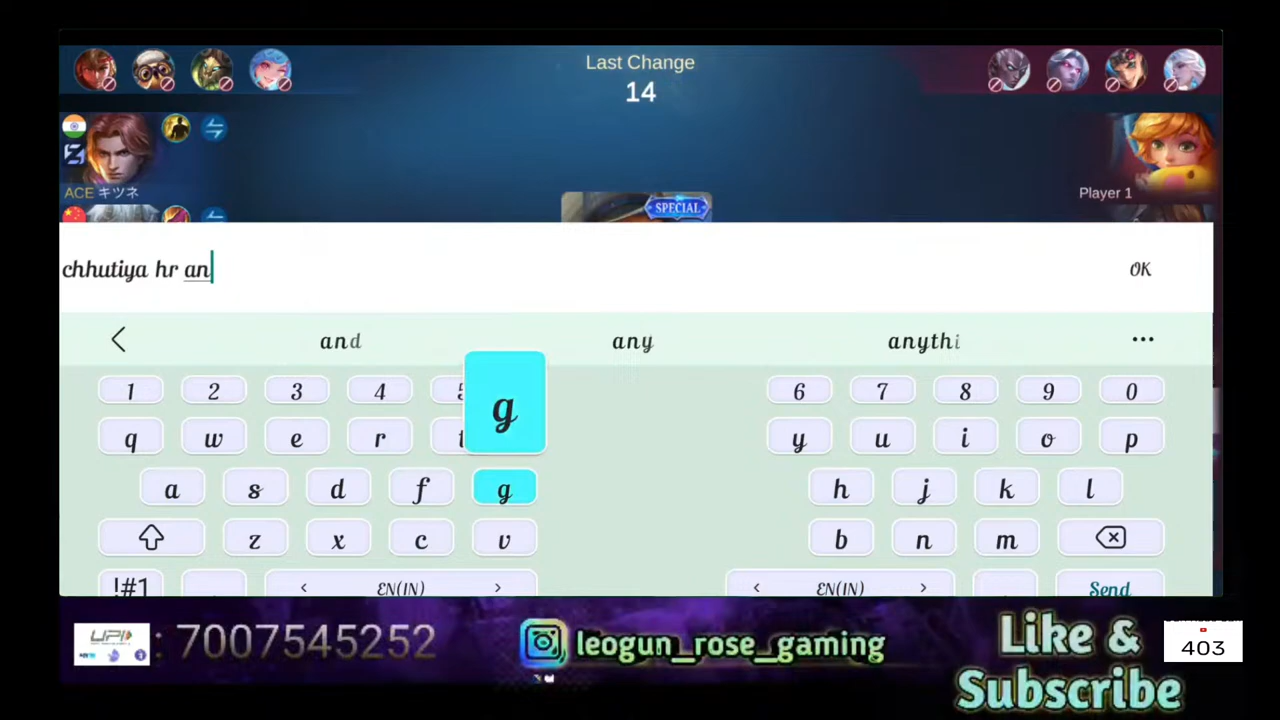 Last Change
14
ACE キツネ
Player 1
SPECIAL
chhutiya hr an
OK
and any anythi
1 2 3 4 5 6 7 8 9 0
g
q w e r t y u i o p
a s d f g h j k l
z x c v b n m
!#1 < EN(IN) > < EN(IN) > Send
UPI : 7007545252
leogun_rose_gaming
Like &
Subscribe
403